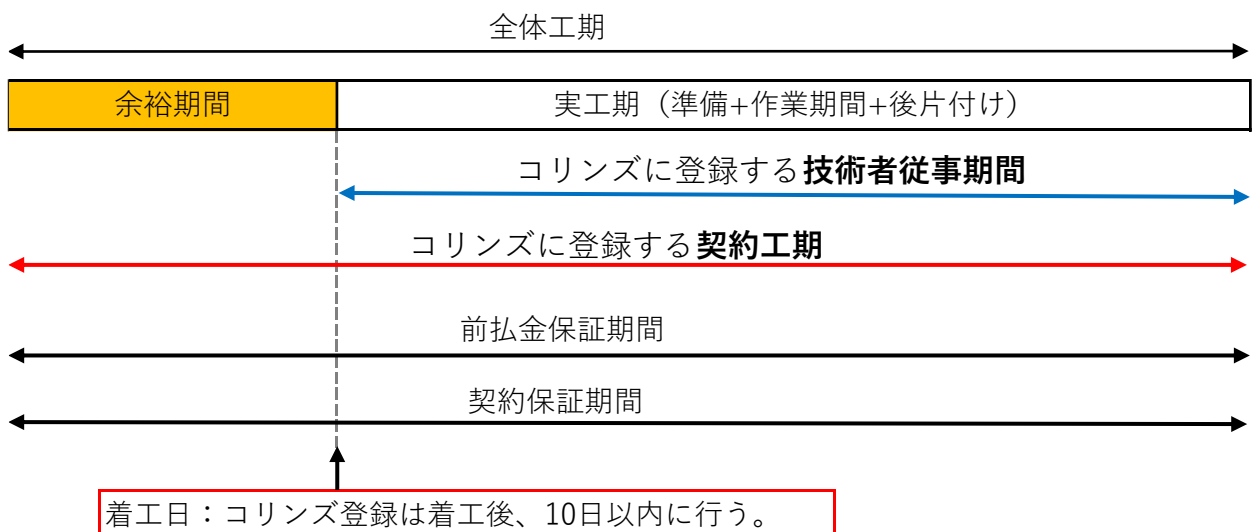 全体工期
余裕期間
実工期（準備+作業期間+後片付け）
コリンズに登録する技術者従事期間
コリンズに登録する契約工期
前払金保証期間
契約保証期間
着工日：コリンズ登録は着工後、10日以内に行う。